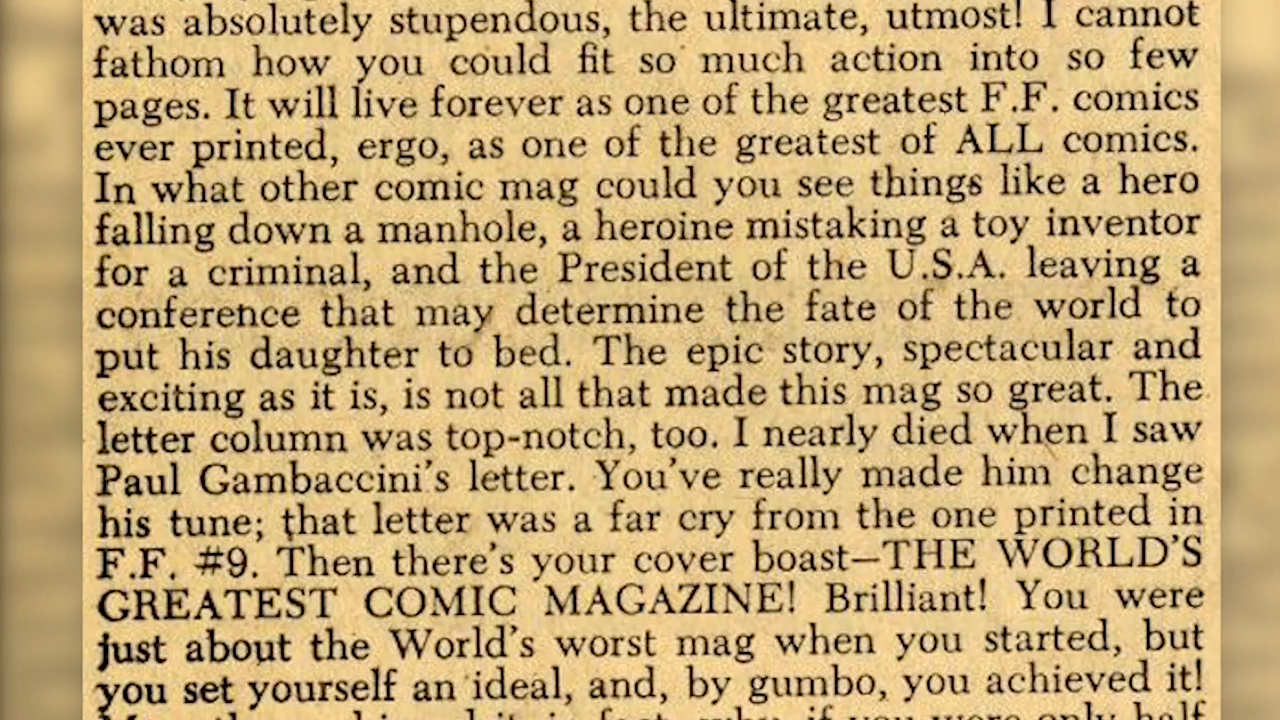 was absolutely stupendous, the ultimate, utmost! I cannot
fathom how you could fit so much action into so few
pages. It will live forever as one of the greatest F.F. comics
ever printed, ergo, as one of the greatest of ALL comics.
In what other comic mag could you see things like a hero
falling down a manhole, a heroine mistaking a toy inventor
for a criminal, and the President of the U.S.A. leaving a
conference that may determine the fate of the world to
put his daughter to bed. The epic story, spectacular and
exciting as it is, is not all that made this mag so great. The
letter column was top-notch, too. I nearly died when I saw
Paul Gambaccini's letter. You've really made him change
his tune; that letter was a far cry from the one printed in
F.F. #9. Then there's your cover boast—THE WORLD'S
GREATEST COMIC MAGAZINE! Brilliant! You were
just about the World's worst mag when you started, but
you set yourself an ideal, and, by gumbo, you achieved it!
if you were only half